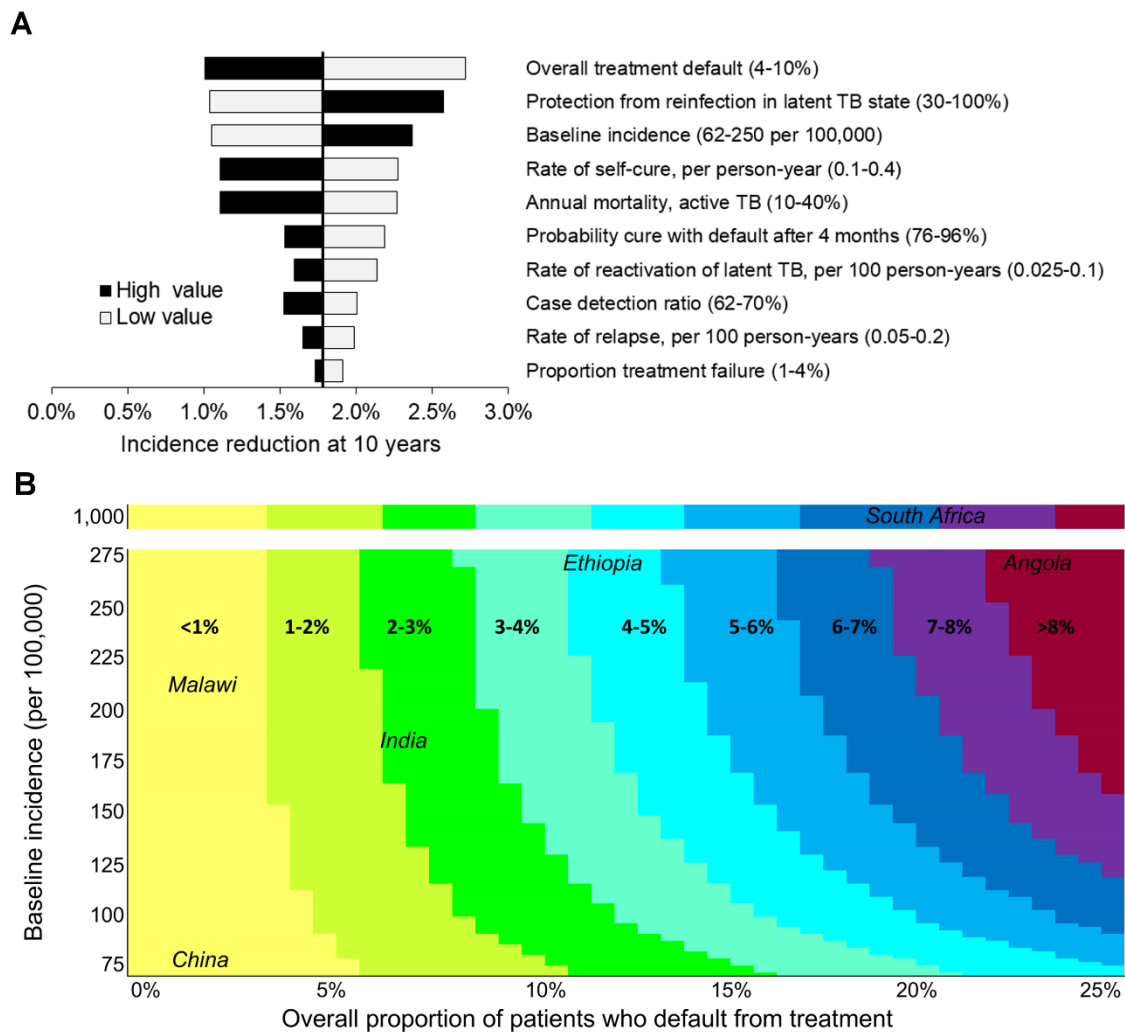 A
Overall treatment default (4-10%)
Protection from reinfection in latent TB state (30-100%)
Baseline incidence (62-250 per 100,000)
Rate of self-cure, per person-year (0.1-0.4)
Annual mortality, active TB (10-40%)
Probability cure with default after 4 months (76-96%)
Rate of reactivation of latent TB, per 100 person-years (0.025-0.1)
Case detection ratio (62-70%)
Rate of relapse, per 100 person-years (0.05-0.2)
Proportion treatment failure (1-4%)
High value
Low value
0.0% 0.5% 1.0% 1.5% 2.0% 2.5% 3.0%
Incidence reduction at 10 years
B
1,000
South Africa
275
Ethiopia
Angola
250
<1% 1-2% 2-3% 3-4% 4-5% 5-6% 6-7% 7-8% >8%
225
Malawi
200
India
175
150
125
100
75
China
Baseline incidence (per 100,000)
0% 5% 10% 15% 20% 25%
Overall proportion of patients who default from treatment